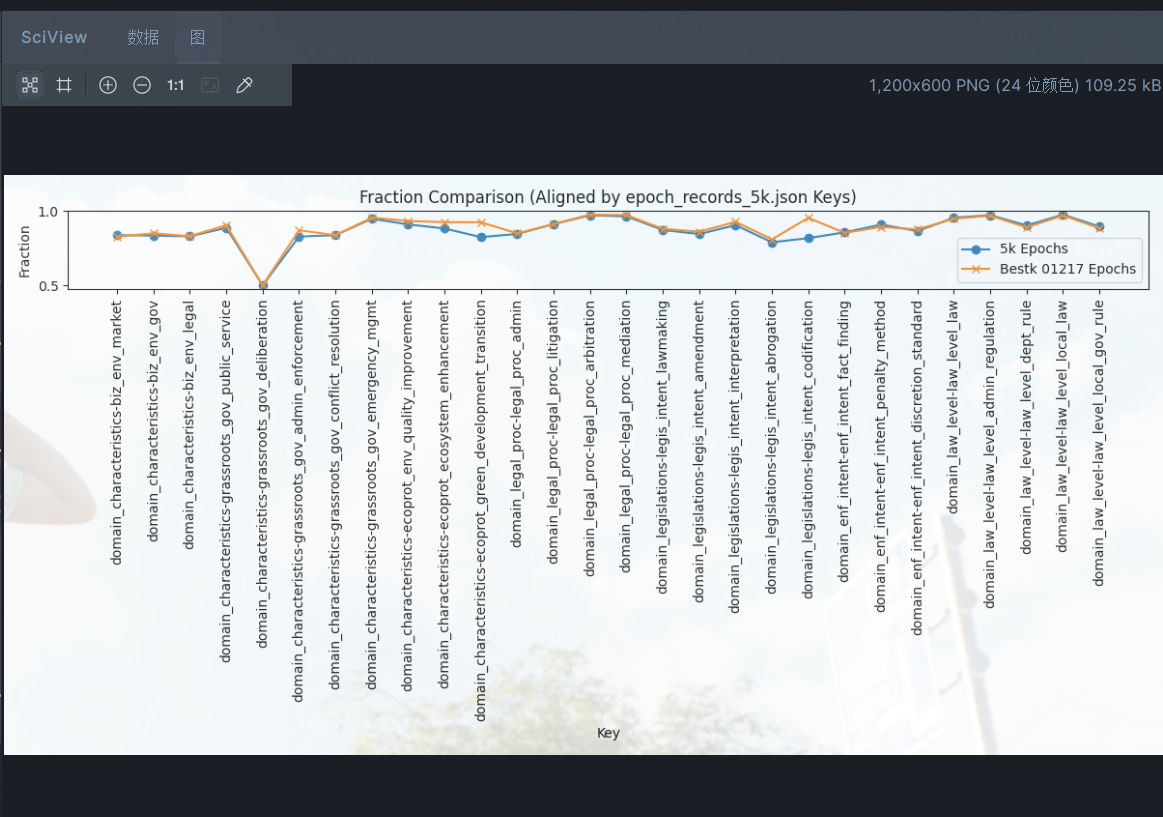 SciView 数据 图
1:1
1,200x600 PNG (24 位颜色) 109.25 kB
Fraction Comparison (Aligned by epoch_records_5k.json Keys)
1.0
0.5
Fraction
5k Epochs
Bestk 01217 Epochs
domain_characteristics-biz_env_market
domain_characteristics-biz_env_gov
domain_characteristics-biz_env_legal
domain_characteristics-grassroots_gov_public_service
domain_characteristics-grassroots_gov_deliberation
domain_characteristics-grassroots_gov_admin_enforcement
domain_characteristics-grassroots_gov_conflict_resolution
domain_characteristics-grassroots_gov_emergency_mgmt
domain_characteristics-ecoprot_env_quality_improvement
domain_characteristics-ecoprot_ecosystem_enhancement
domain_characteristics-ecoprot_green_development_transition
domain_legal_proc-legal_proc_admin
domain_legal_proc-legal_proc_litigation
domain_legal_proc-legal_proc_arbitration
domain_legal_proc-legal_proc_mediation
domain_legislations-legis_intent_lawmaking
domain_legislations-legis_intent_amendment
domain_legislations-legis_intent_interpretation
domain_legislations-legis_intent_abrogation
domain_legislations-legis_intent_codification
domain_enf_intent-enf_intent_fact_finding
domain_enf_intent-enf_intent_penalty_method
domain_enf_intent-enf_intent_discretion_standard
domain_law_level-law_level_law
domain_law_level-law_level_admin_regulation
domain_law_level-law_level_dept_rule
domain_law_level-law_level_local_law
domain_law_level-law_level_local_gov_rule
Key